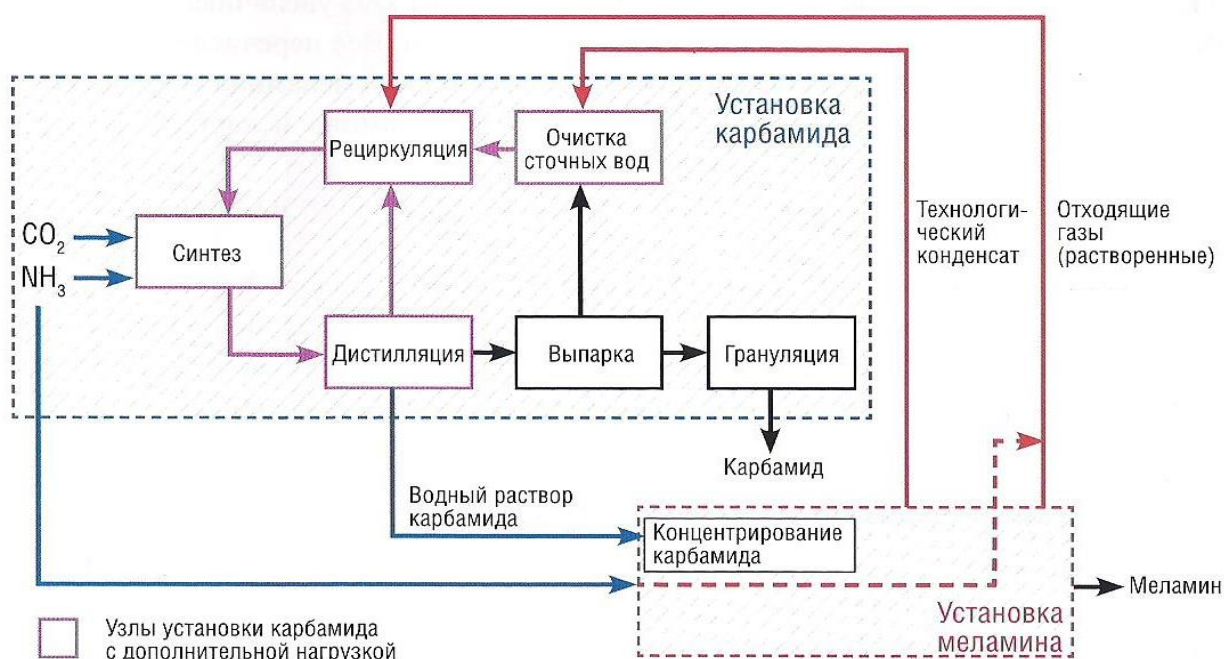 Установка
карбамида
Рециркуляция
Очистка
сточных вод
CO₂
NH₃
Синтез
Технологи-
ческий
конденсат
Отходящие
газы
(растворенные)
Дистилляция
Выпарка
Грануляция
Карбамид
Водный раствор
карбамида
Концентрирование
карбамида
Меламин
Установка
меламина
Узлы установки карбамида
с дополнительной нагрузкой